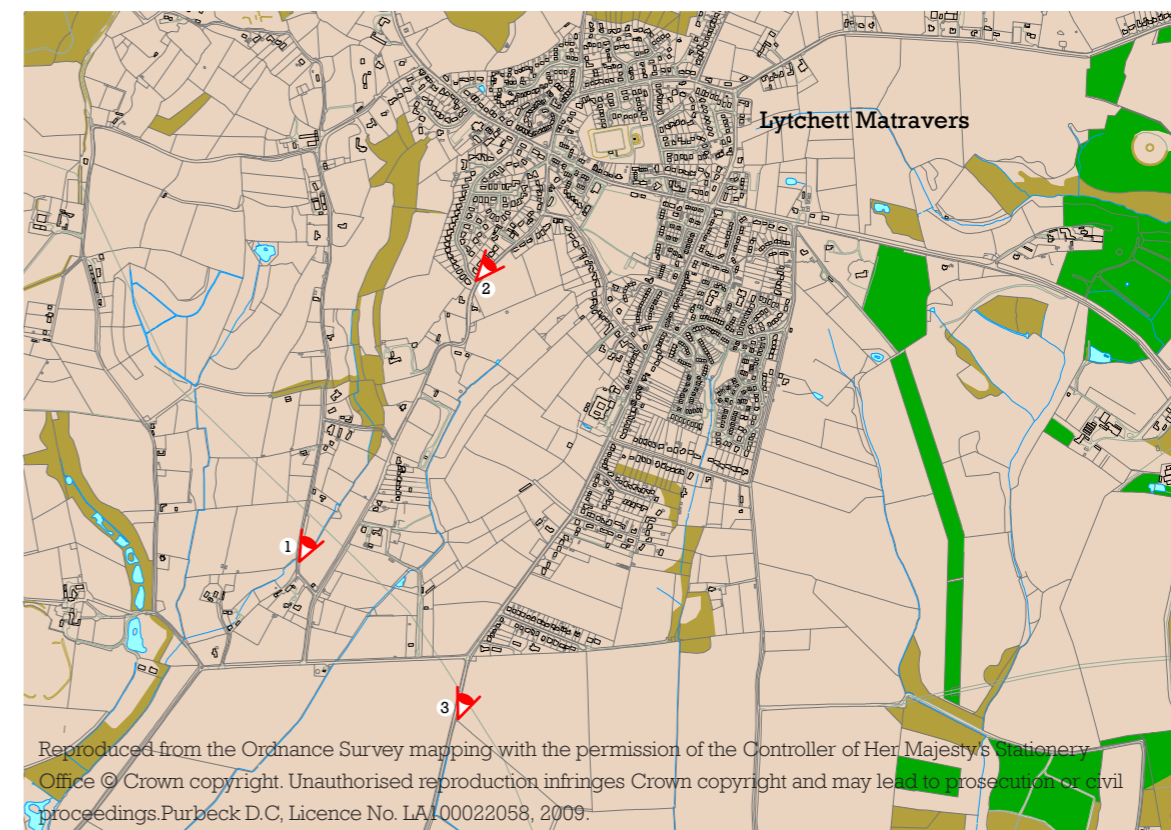 Lytchett Matravers
2
1
3
Reproduced from the Ordnance Survey mapping with the permission of the Controller of Her Majesty's Stationery
Office © Crown copyright. Unauthorised reproduction infringes Crown copyright and may lead to prosecution or civil
proceedings.Purbeck D.C, Licence No. LA100022058, 2009.